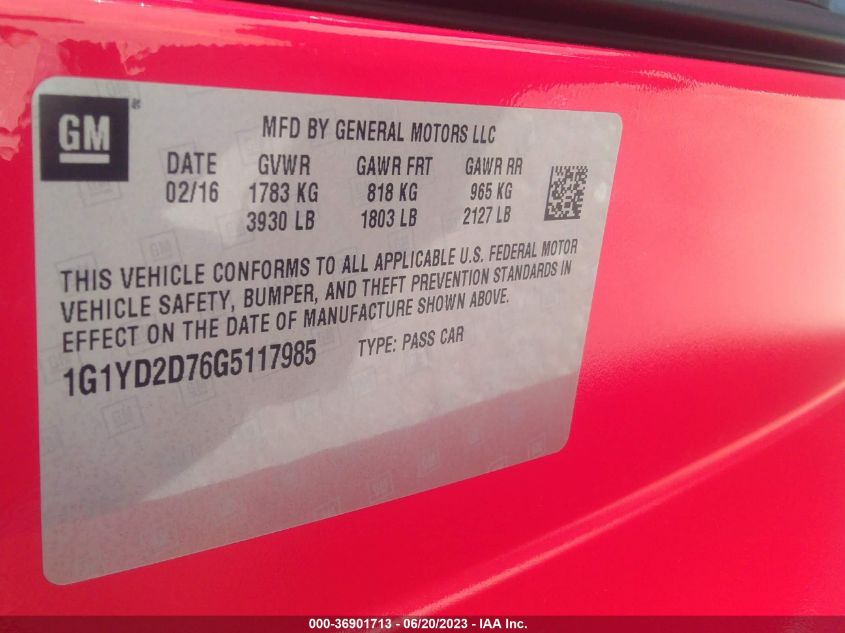 GM
MFD BY GENERAL MOTORS LLC
DATE GVWR GAWR FRT GAWR RR
02/16 1783 KG 818 KG 965 KG
3930 LB 1803 LB 2127 LB
THIS VEHICLE CONFORMS TO ALL APPLICABLE U.S. FEDERAL MOTOR
VEHICLE SAFETY, BUMPER, AND THEFT PREVENTION STANDARDS IN
EFFECT ON THE DATE OF MANUFACTURE SHOWN ABOVE.
1G1YD2D76G5117985 TYPE: PASS CAR
000-36901713 - 06/20/2023 - IAA Inc.